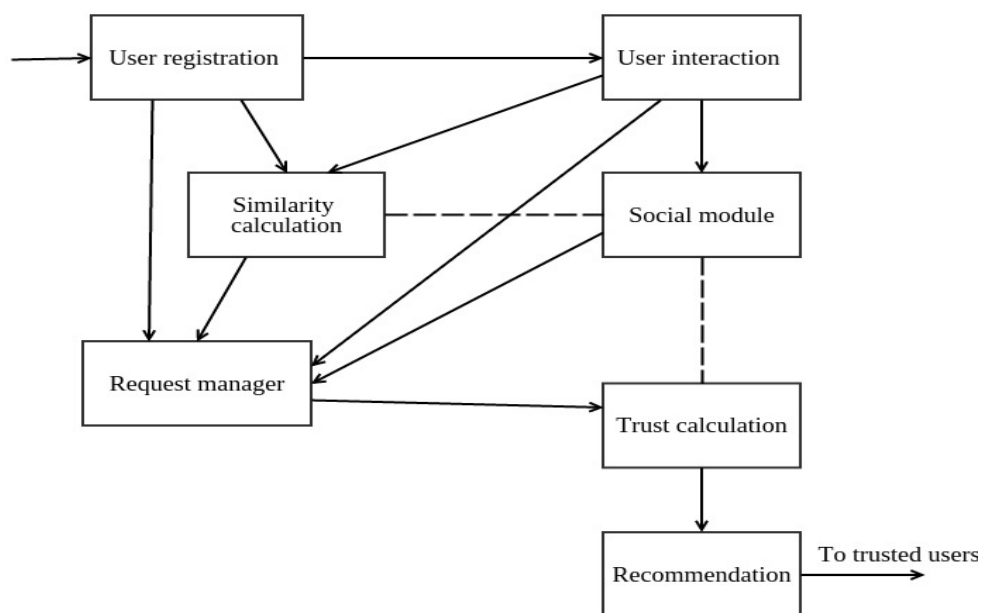 User registration
User interaction
Similarity
calculation
Social module
Request manager
Trust calculation
To trusted users
Recommendation